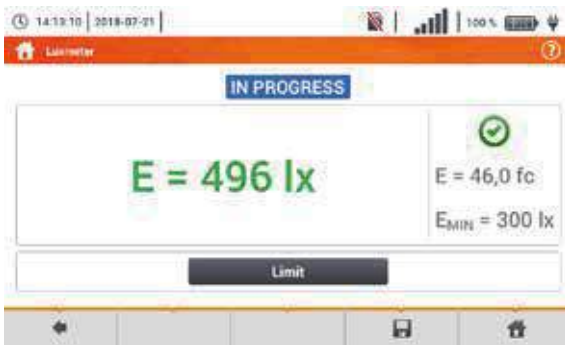 14:13:10 2018-07-21 100 %
Luxmeter
IN PROGRESS
E = 496 lx
E = 46,0 fc
EMIN = 300 lx
Limit